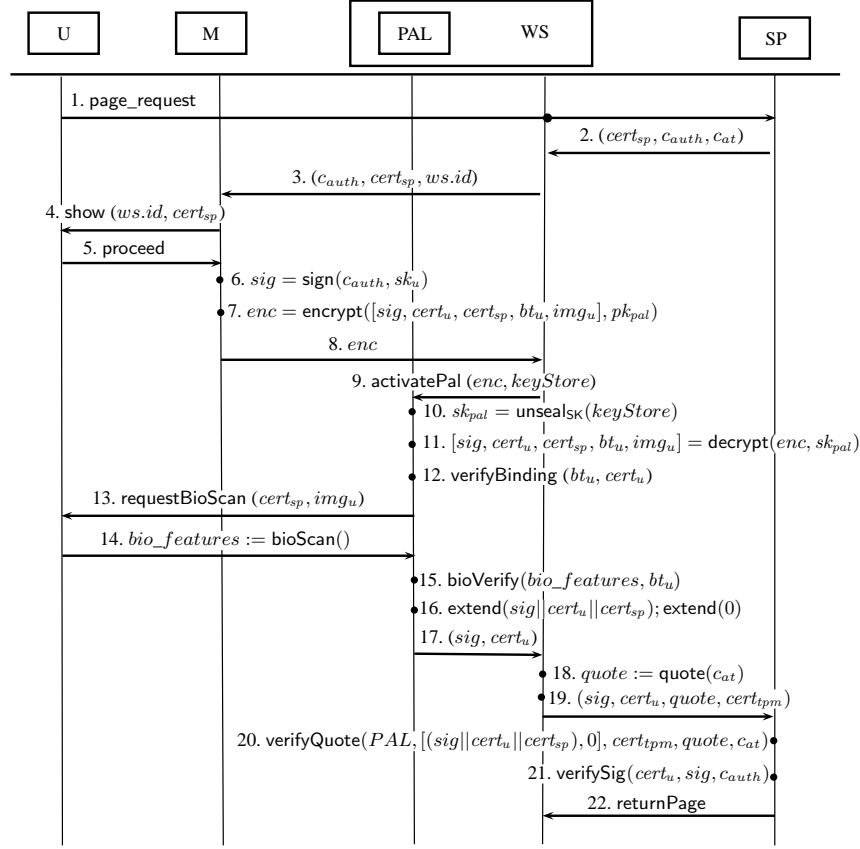 U M PAL WS SP
1. page_request
2. (cert_sp, c_auth, c_at)
3. (c_auth, cert_sp, ws.id)
4. show (ws.id, cert_sp)
5. proceed
6. sig = sign(c_auth, sk_u)
7. enc = encrypt([sig, cert_u, cert_sp, bt_u, img_u], pk_pal)
8. enc
9. activatePal (enc, keyStore)
10. sk_pal = unseal_SK(keyStore)
11. [sig, cert_u, cert_sp, bt_u, img_u] = decrypt(enc, sk_pal)
12. verifyBinding (bt_u, cert_u)
13. requestBioScan (cert_sp, img_u)
14. bio_features := bioScan()
15. bioVerify(bio_features, bt_u)
16. extend(sig||cert_u||cert_sp); extend(0)
17. (sig, cert_u)
18. quote := quote(c_at)
19. (sig, cert_u, quote, cert_tpm)
20. verifyQuote(PAL, [(sig||cert_u||cert_sp), 0], cert_tpm, quote, c_at)
21. verifySig(cert_u, sig, c_auth)
22. returnPage